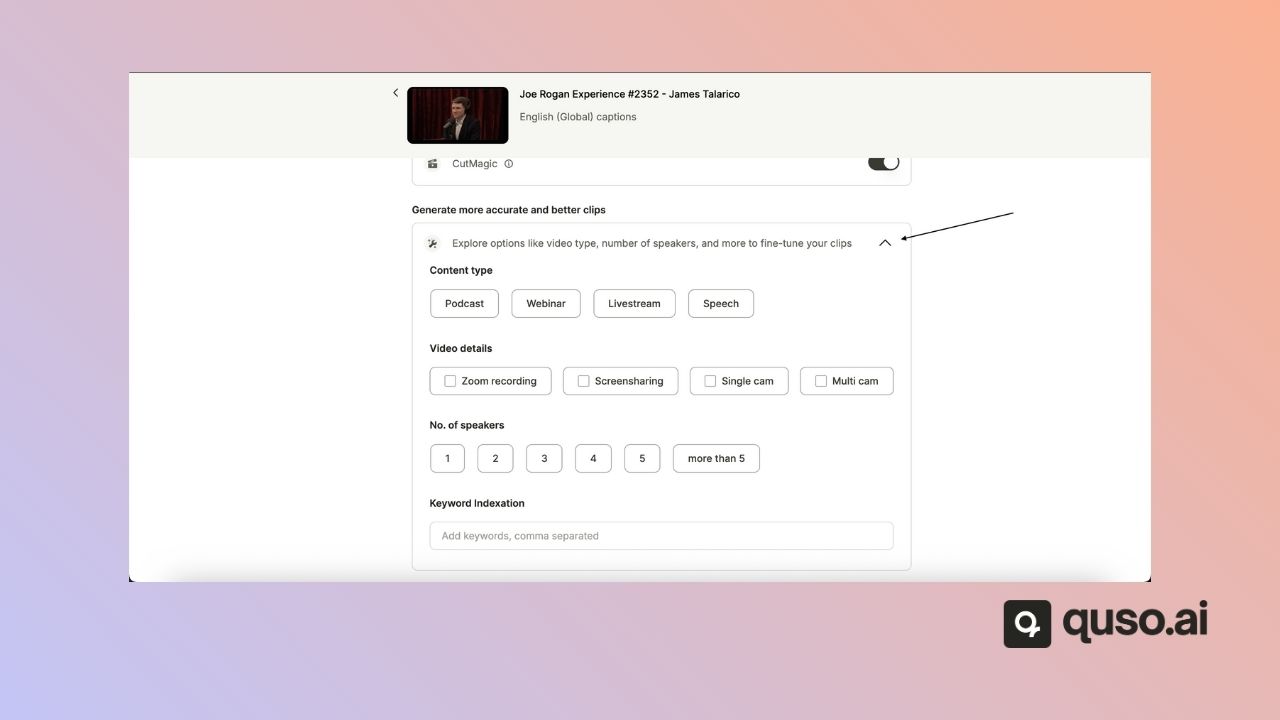 Joe Rogan Experience #2352 - James Talarico
English (Global) captions
CutMagic
Generate more accurate and better clips
Explore options like video type, number of speakers, and more to fine-tune your clips
Content type
Podcast Webinar Livestream Speech
Video details
Zoom recording Screensharing Single cam Multi cam
No. of speakers
1 2 3 4 5 more than 5
Keyword Indexation
Add keywords, comma separated
quso.ai